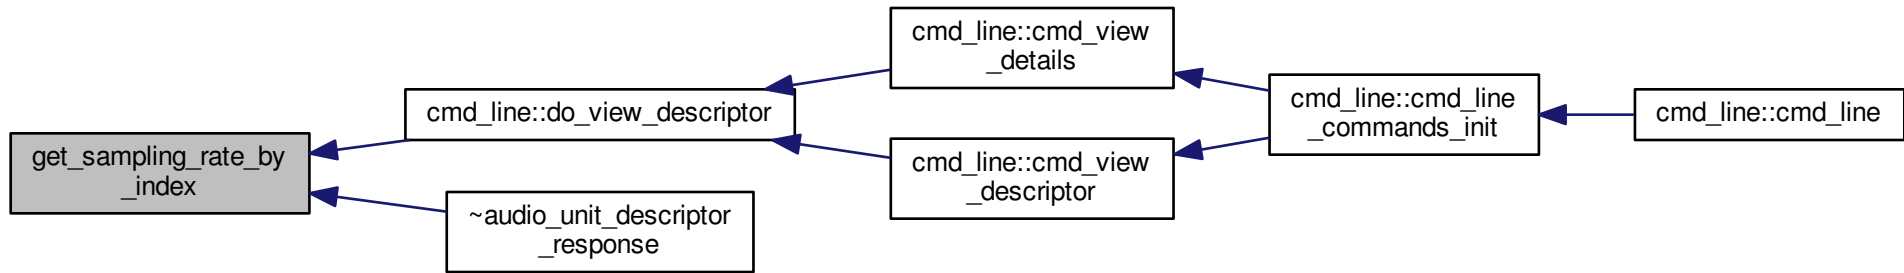 get_sampling_rate_by
_index
cmd_line::do_view_descriptor
~audio_unit_descriptor
_response
cmd_line::cmd_view
_details
cmd_line::cmd_view
_descriptor
cmd_line::cmd_line
_commands_init
cmd_line::cmd_line